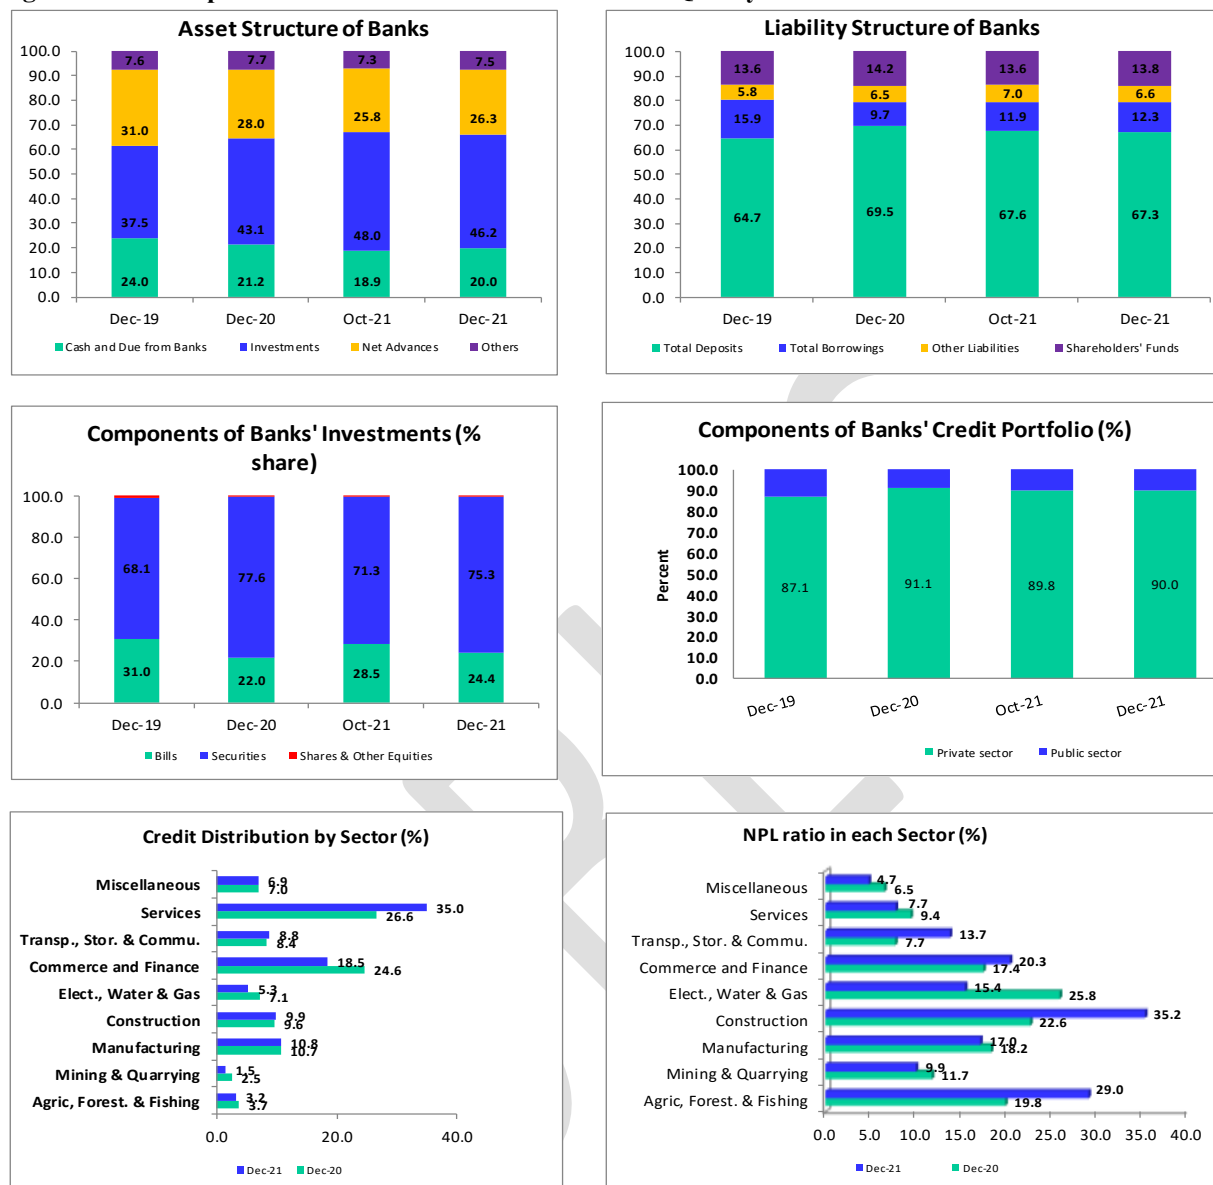 Asset Structure of Banks
100.0
90.0
80.0
70.0
60.0
50.0
40.0
30.0
20.0
10.0
0.0
7.6 7.7 7.3 7.5
31.0 28.0 25.8 26.3
37.5 43.1 48.0 46.2
24.0 21.2 18.9 20.0
Dec-19 Dec-20 Oct-21 Dec-21
Cash and Due from Banks Investments Net Advances Others
Liability Structure of Banks
100.0
90.0
80.0
70.0
60.0
50.0
40.0
30.0
20.0
10.0
0.0
13.6 14.2 13.6 13.8
5.8 6.5 7.0 6.6
15.9 9.7 11.9 12.3
64.7 69.5 67.6 67.3
Dec-19 Dec-20 Oct-21 Dec-21
Total Deposits Total Borrowings Other Liabilities Shareholders' Funds
Components of Banks' Investments (%
share)
100.0
80.0
60.0
40.0
20.0
0.0
68.1 77.6 71.3 75.3
31.0 22.0 28.5 24.4
Dec-19 Dec-20 Oct-21 Dec-21
Bills Securities Shares & Other Equities
Components of Banks' Credit Portfolio (%)
Percent
100.0
90.0
80.0
70.0
60.0
50.0
40.0
30.0
20.0
10.0
0.0
87.1 91.1 89.8 90.0
Dec-19 Dec-20 Oct-21 Dec-21
Private sector Public sector
Credit Distribution by Sector (%)
Miscellaneous 6.9 7.0
Services 35.0 26.6
Transp., Stor. & Commu. 8.8 8.4
Commerce and Finance 18.5 24.6
Elect., Water & Gas 5.3 7.1
Construction 9.9 9.6
Manufacturing 10.8 10.7
Mining & Quarrying 1.5 2.5
Agric, Forest. & Fishing 3.2 3.7
0.0 20.0 40.0
Dec-21 Dec-20
NPL ratio in each Sector (%)
Miscellaneous 4.7 6.5
Services 7.7 9.4
Transp., Stor. & Commu. 13.7 7.7
Commerce and Finance 20.3 17.4
Elect., Water & Gas 15.4 25.8
Construction 35.2 22.6
Manufacturing 17.0 18.2
Mining & Quarrying 9.9 11.7
Agric, Forest. & Fishing 29.0 19.8
0.0 5.0 10.0 15.0 20.0 25.0 30.0 35.0 40.0
Dec-21 Dec-20